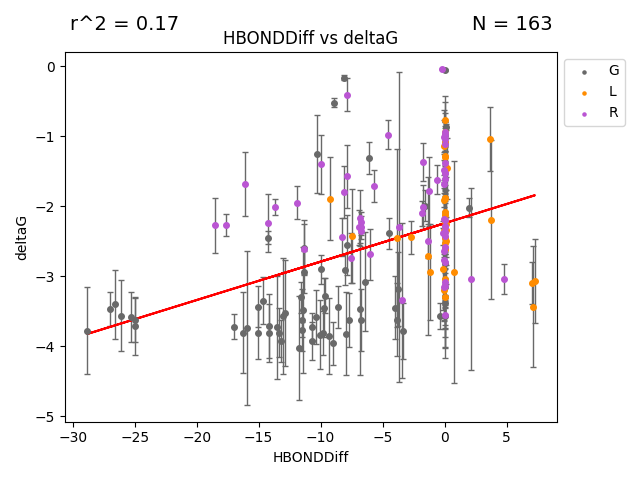 r^2 = 0.17 N = 163
HBONDDiff vs deltaG
G
L
R
0
−1
−2
−3
−4
−5
deltaG
−30 −25 −20 −15 −10 −5 0 5
HBONDDiff